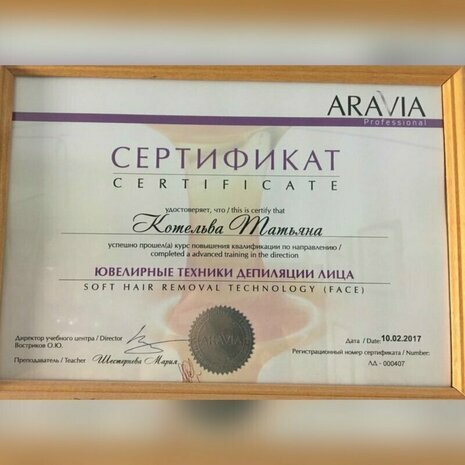 ARAVIA
Professional
СЕРТИФИКАТ
CERTIFICATE
удостоверяет, что / this is certify that
Котельва Татьяна
успешно прошел(а) курс повышения квалификации по направлению /
completed a advanced training in the direction
ЮВЕЛИРНЫЕ ТЕХНИКИ ДЕПИЛЯЦИИ ЛИЦА
SOFT HAIR REMOVAL TECHNOLOGY (FACE)
Директор учебного центра / Director
Востриков О.Ю.
Преподаватель / Teacher Шестернева Мария
ARAVIA
Дата / Date: 10.02.2017
Регистрационный номер сертификата / Number:
ЛД - 000407